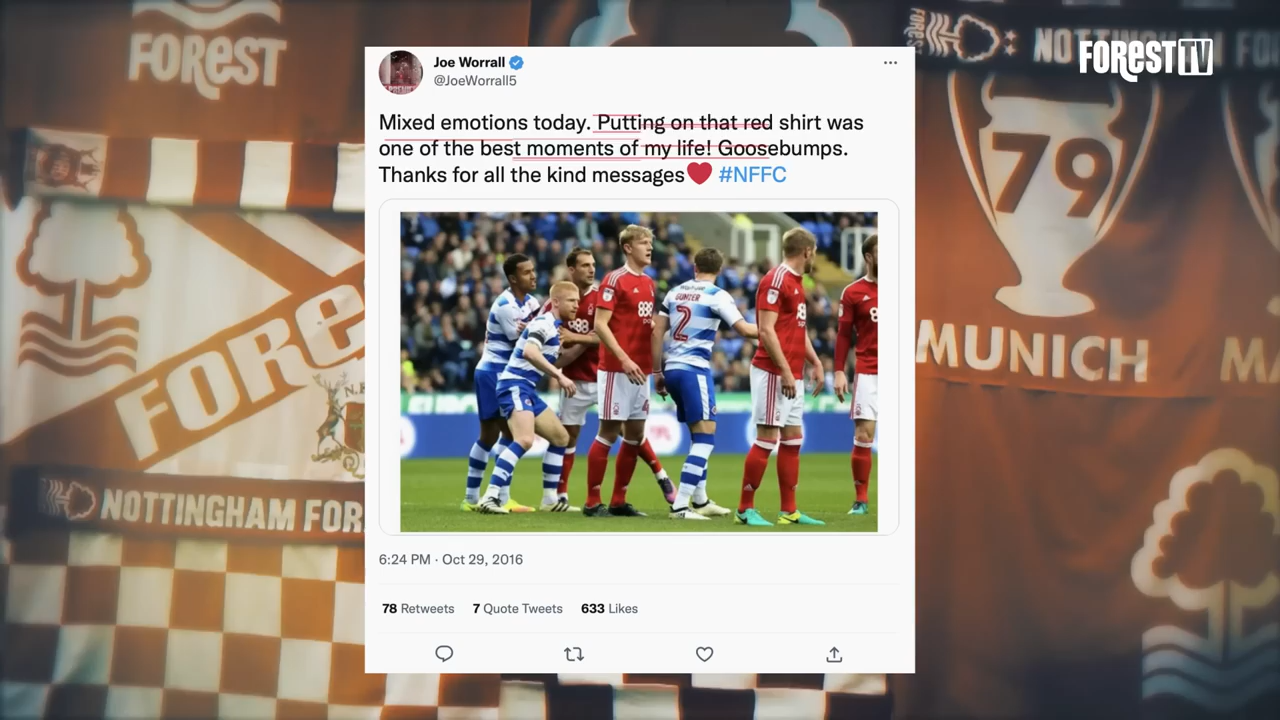 FOREST
FOREST
NOTTINGHAM FO
FORESTTV
Joe Worrall
@JoeWorrall5
Mixed emotions today. Putting on that red shirt was
one of the best moments of my life! Goosebumps.
Thanks for all the kind messages❤️ #NFFC
79
MUNICH
MA
FORE
N.F.
NOTTINGHAM FOR
888
GUNTER
2
888
6:24 PM · Oct 29, 2016
78 Retweets 7 Quote Tweets 633 Likes